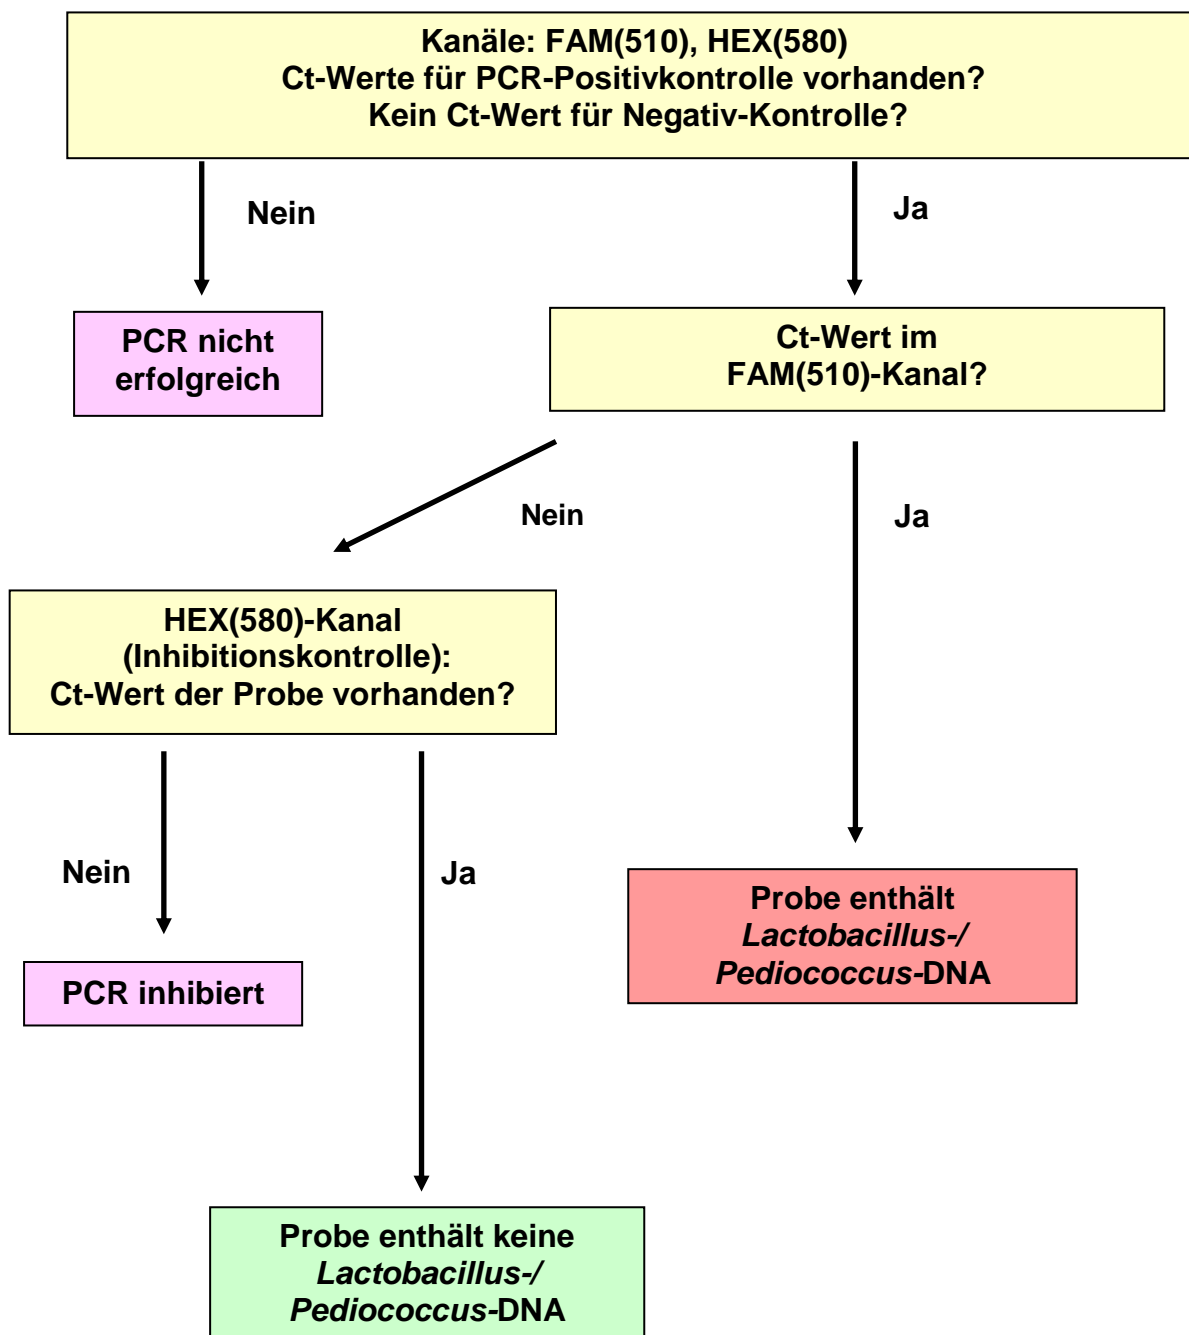 Kanäle: FAM(510), HEX(580)
Ct-Werte für PCR-Positivkontrolle vorhanden?
Kein Ct-Wert für Negativ-Kontrolle?
Nein
Ja
PCR nicht
erfolgreich
Ct-Wert im
FAM(510)-Kanal?
Nein
Ja
HEX(580)-Kanal
(Inhibitionskontrolle):
Ct-Wert der Probe vorhanden?
Nein
Ja
Probe enthält
Lactobacillus-/
Pediococcus-DNA
PCR inhibiert
Probe enthält keine
Lactobacillus-/
Pediococcus-DNA